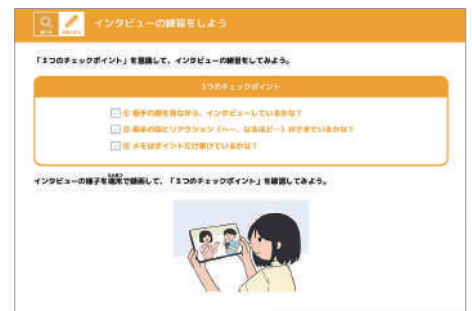 インタビューの練習をしよう
「3つのチェックポイント」を意識して、インタビューの練習をしてみよう。
3つのチェックポイント
① 相手の顔を見ながら、インタビューしているかな？
② 相手の話にリアクション（へー、なるほど…）ができているかな？
③ メモはポイントだけ書けているかな？
インタビューの様子を端末で録画して、「3つのチェックポイント」を確認してみよう。